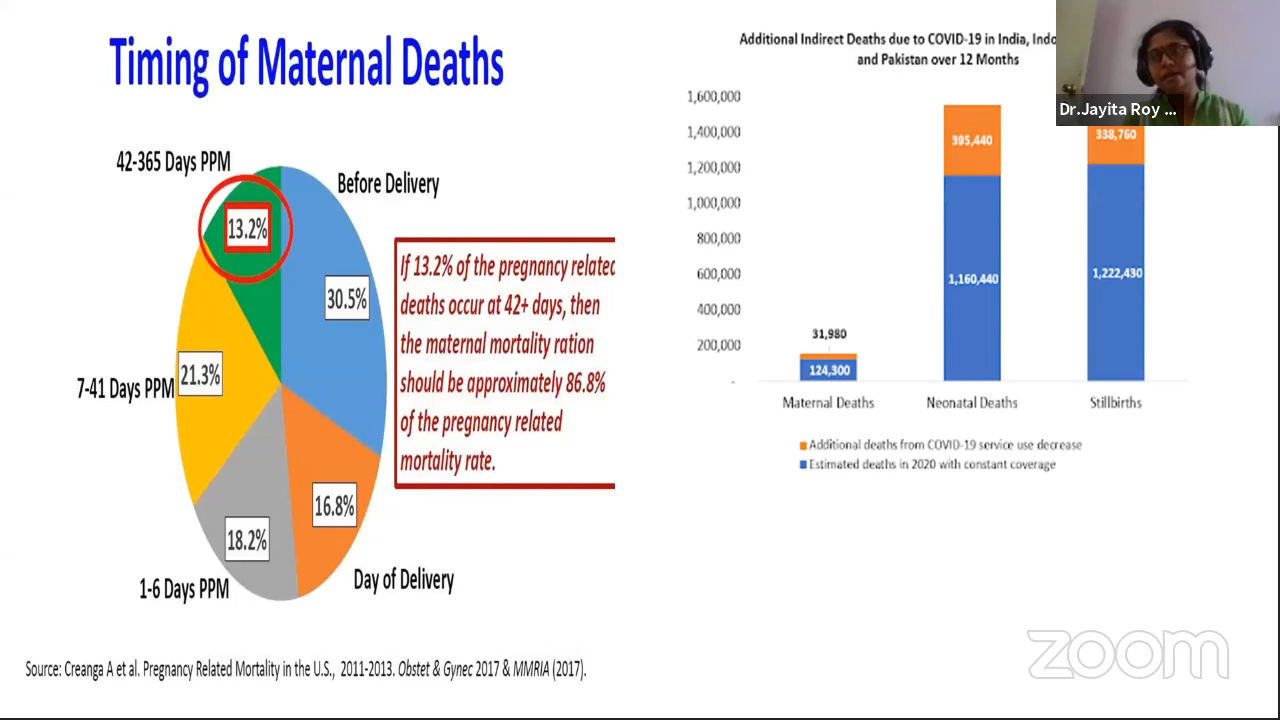 Timing of Maternal Deaths
42-365 Days PPM
Before Delivery
13.2%
30.5%
7-41 Days PPM
21.3%
18.2%
16.8%
1-6 Days PPM
Day of Delivery
If 13.2% of the pregnancy related
deaths occur at 42+ days, then
the maternal mortality ration
should be approximately 86.8%
of the pregnancy related
mortality rate.
Source: Creanga A et al. Pregnancy Related Mortality in the U.S., 2011-2013. Obstet & Gynec 2017 & MMRIA (2017).
Additional Indirect Deaths due to COVID-19 in India,
and Pakistan over 12 Months
1,600,000
1,400,000
1,200,000
1,000,000
800,000
600,000
400,000
200,000
-
31,980
124,300
395,440
1,160,440
338,760
1,222,430
Maternal Deaths
Neonatal Deaths
Stillbirths
Additional deaths from COVID-19 service use decrease
Estimated deaths in 2020 with constant coverage
Dr.Jayita Roy ...
zoom